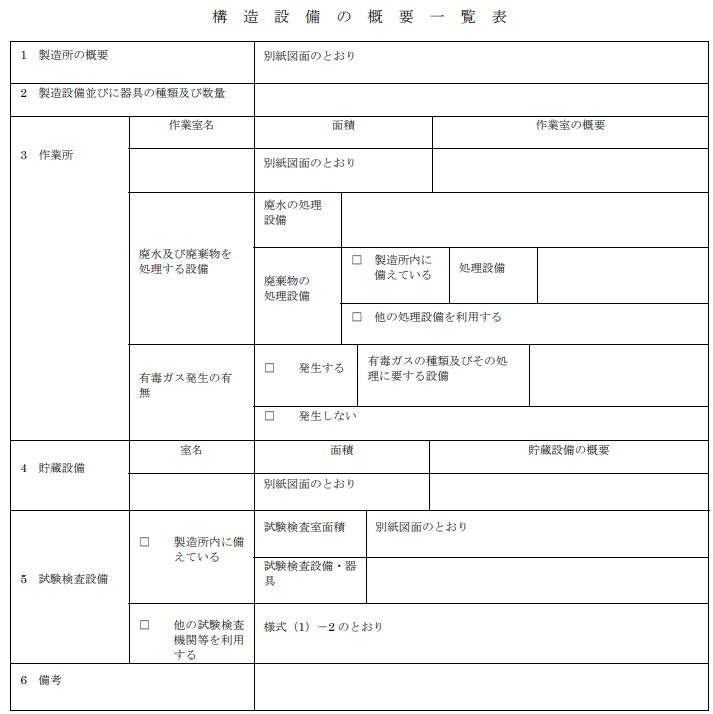 構造設備の概要一覧表
1 製造所の概要
別紙図面のとおり
2 製造設備並びに器具の種類及び数量
作業室名
面積
作業室の概要
3 作業所
別紙図面のとおり
廃水及び廃棄物を
処理する設備
廃水の処理
設備
廃棄物の
処理設備
□ 製造所内に
備えている
処理設備
□ 他の処理設備を利用する
有毒ガス発生の有
無
□ 発生する
有毒ガスの種類及びその処
理に要する設備
□ 発生しない
室名
面積
貯蔵設備の概要
4 貯蔵設備
別紙図面のとおり
5 試験検査設備
□ 製造所内に備
えている
試験検査室面積
別紙図面のとおり
試験検査設備・器
具
□ 他の試験検査
機関等を利用
する
様式（1）－2のとおり
6 備考